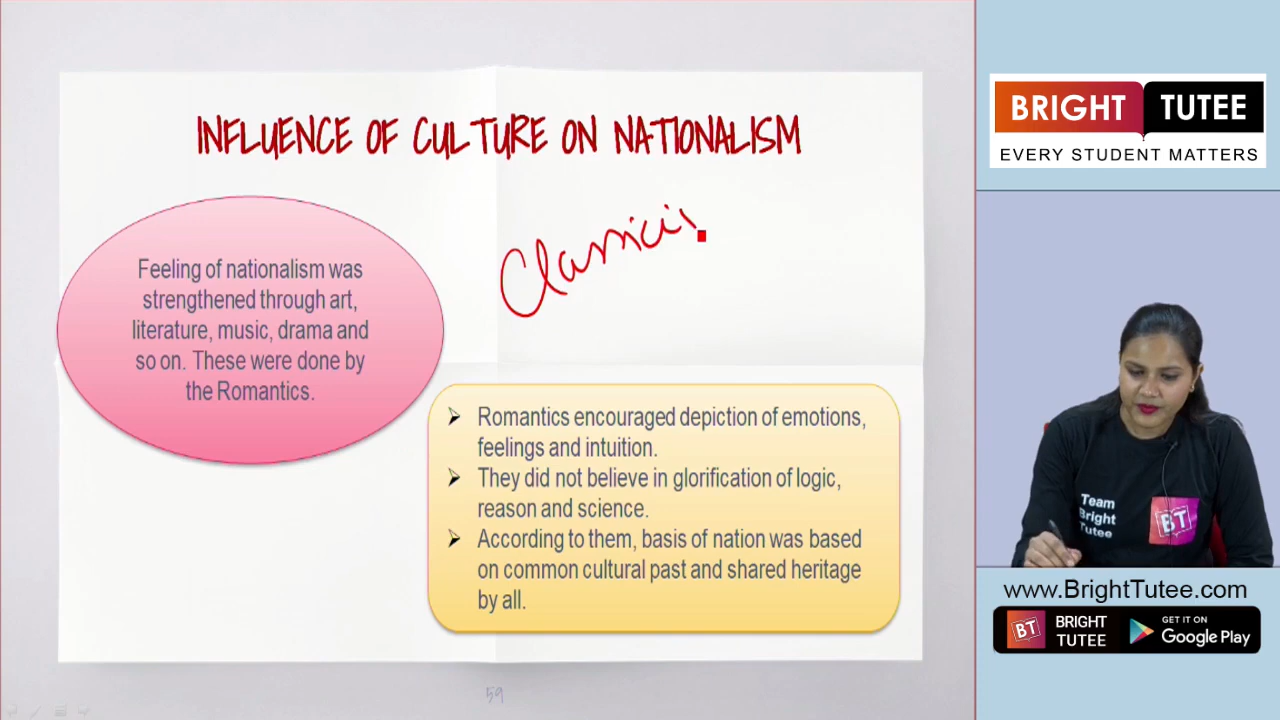 INFLUENCE OF CULTURE ON NATIONALISM
Feeling of nationalism was
strengthened through art,
literature, music, drama and
so on. These were done by
the Romantics.
Classici
➢ Romantics encouraged depiction of emotions,
feelings and intuition.
➢ They did not believe in glorification of logic,
reason and science.
➢ According to them, basis of nation was based
on common cultural past and shared heritage
by all.
59
BRIGHT TUTEE
EVERY STUDENT MATTERS
Team
Bright
Tutee
BT
www.BrightTutee.com
BT
BRIGHT
TUTEE
GET IT ON
Google Play